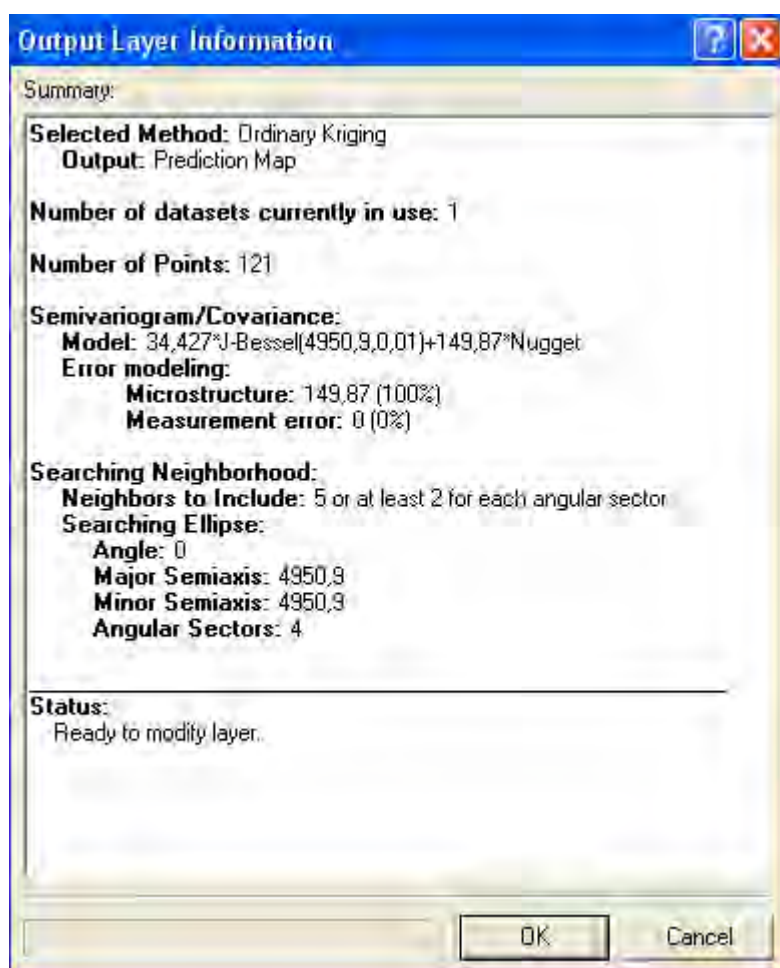 Output Layer Information
Summary:
Selected Method: Ordinary Kriging
Output: Prediction Map
Number of datasets currently in use: 1
Number of Points: 121
Semivariogram/Covariance:
Model: 34,427*J-Bessel(4950,9,0,01)+149,87*Nugget
Error modeling:
Microstructure: 149,87 (100%)
Measurement error: 0 (0%)
Searching Neighborhood:
Neighbors to Include: 5 or at least 2 for each angular sector
Searching Ellipse:
Angle: 0
Major Semiaxis: 4950,9
Minor Semiaxis: 4950,9
Angular Sectors: 4
Status:
Ready to modify layer.
OK Cancel